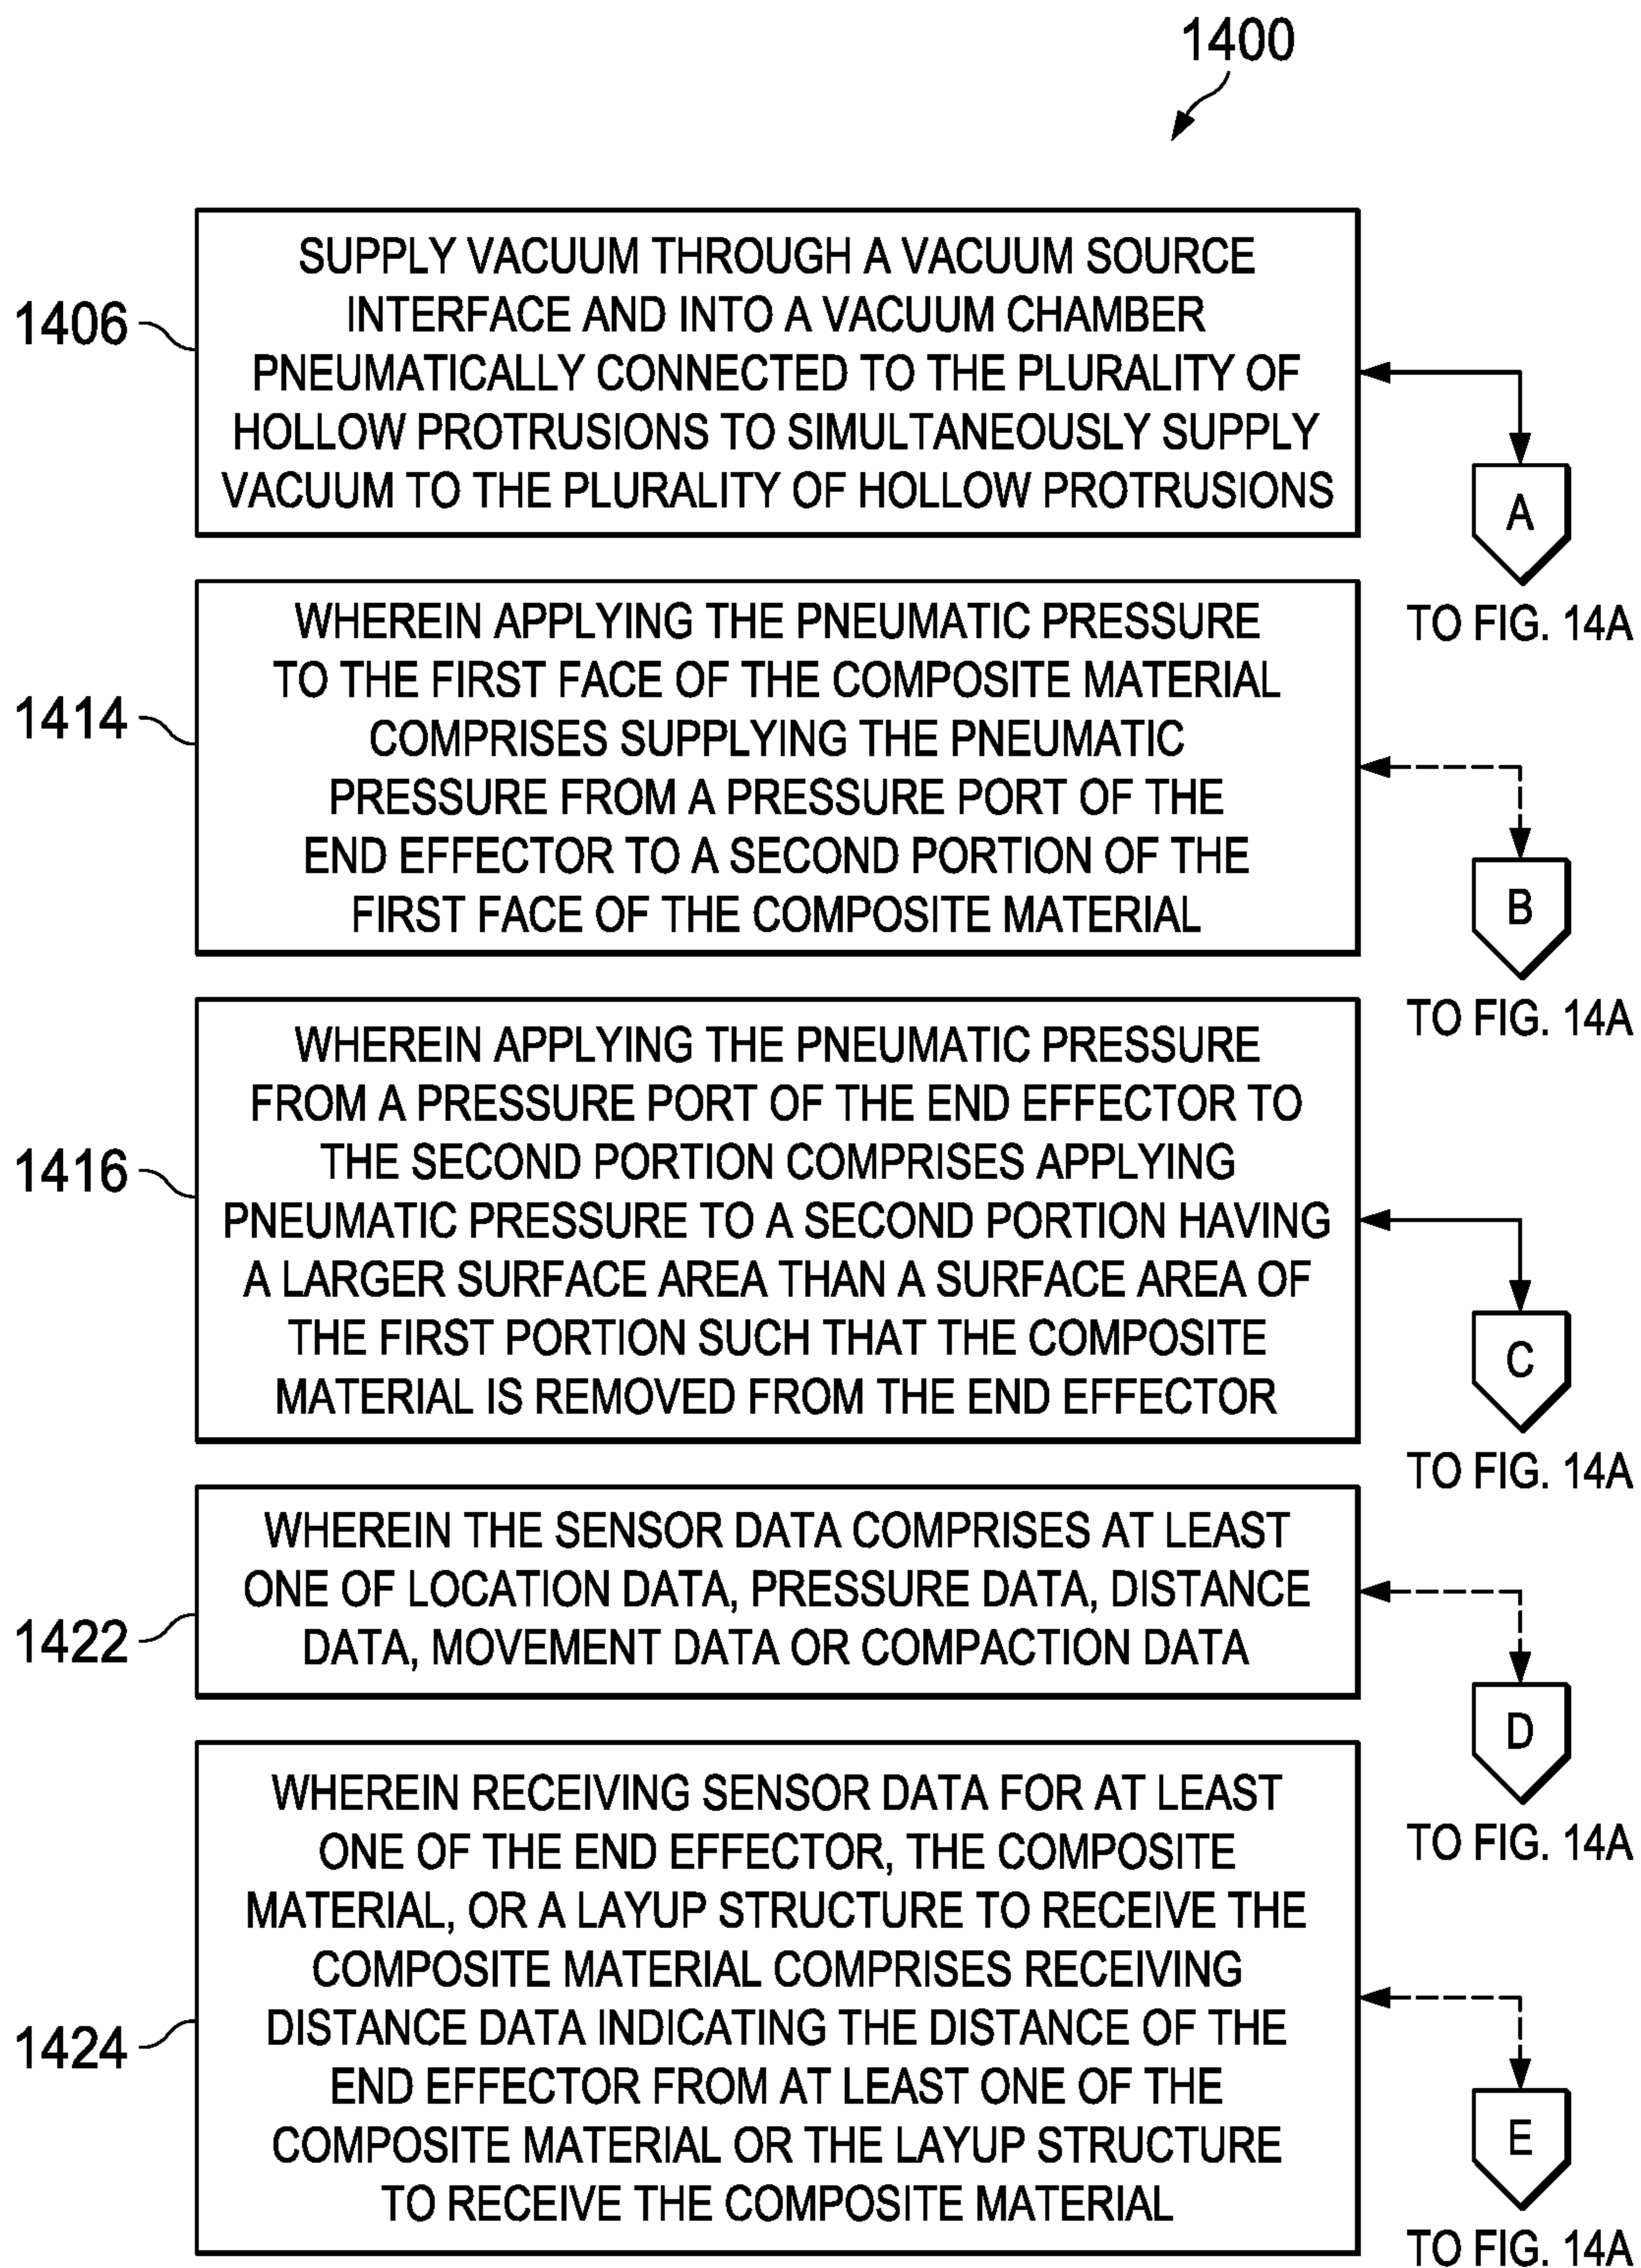 1400
1406
SUPPLY VACUUM THROUGH A VACUUM SOURCE
INTERFACE AND INTO A VACUUM CHAMBER
PNEUMATICALLY CONNECTED TO THE PLURALITY OF
HOLLOW PROTRUSIONS TO SIMULTANEOUSLY SUPPLY
VACUUM TO THE PLURALITY OF HOLLOW PROTRUSIONS
A
TO FIG. 14A
1414
WHEREIN APPLYING THE PNEUMATIC PRESSURE
TO THE FIRST FACE OF THE COMPOSITE MATERIAL
COMPRISES SUPPLYING THE PNEUMATIC
PRESSURE FROM A PRESSURE PORT OF THE
END EFFECTOR TO A SECOND PORTION OF THE
FIRST FACE OF THE COMPOSITE MATERIAL
B
TO FIG. 14A
1416
WHEREIN APPLYING THE PNEUMATIC PRESSURE
FROM A PRESSURE PORT OF THE END EFFECTOR TO
THE SECOND PORTION COMPRISES APPLYING
PNEUMATIC PRESSURE TO A SECOND PORTION HAVING
A LARGER SURFACE AREA THAN A SURFACE AREA OF
THE FIRST PORTION SUCH THAT THE COMPOSITE
MATERIAL IS REMOVED FROM THE END EFFECTOR
C
TO FIG. 14A
1422
WHEREIN THE SENSOR DATA COMPRISES AT LEAST
ONE OF LOCATION DATA, PRESSURE DATA, DISTANCE
DATA, MOVEMENT DATA OR COMPACTION DATA
D
TO FIG. 14A
1424
WHEREIN RECEIVING SENSOR DATA FOR AT LEAST
ONE OF THE END EFFECTOR, THE COMPOSITE
MATERIAL, OR A LAYUP STRUCTURE TO RECEIVE THE
COMPOSITE MATERIAL COMPRISES RECEIVING
DISTANCE DATA INDICATING THE DISTANCE OF THE
END EFFECTOR FROM AT LEAST ONE OF THE
COMPOSITE MATERIAL OR THE LAYUP STRUCTURE
TO RECEIVE THE COMPOSITE MATERIAL
E
TO FIG. 14A